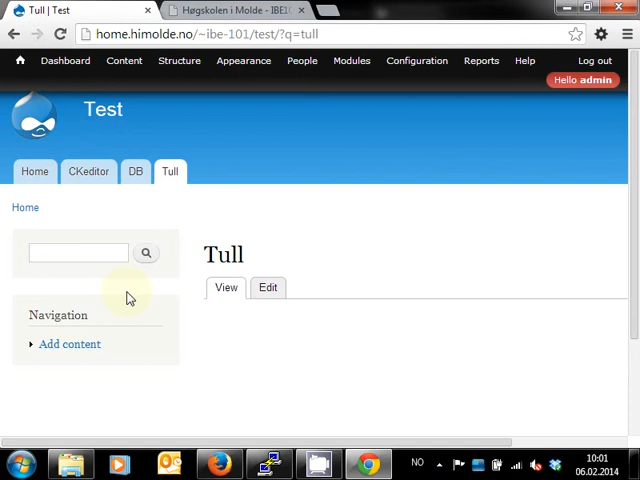 Tull | Test
Høgskolen i Molde - IBE10
home.himolde.no/~ibe-101/test/?q=tull
Dashboard Content Structure Appearance People Modules Configuration Reports Help Log out
Hello admin
Test
Home CKeditor DB Tull
Home
Tull
View Edit
Navigation
Add content
NO
10:01
06.02.2014